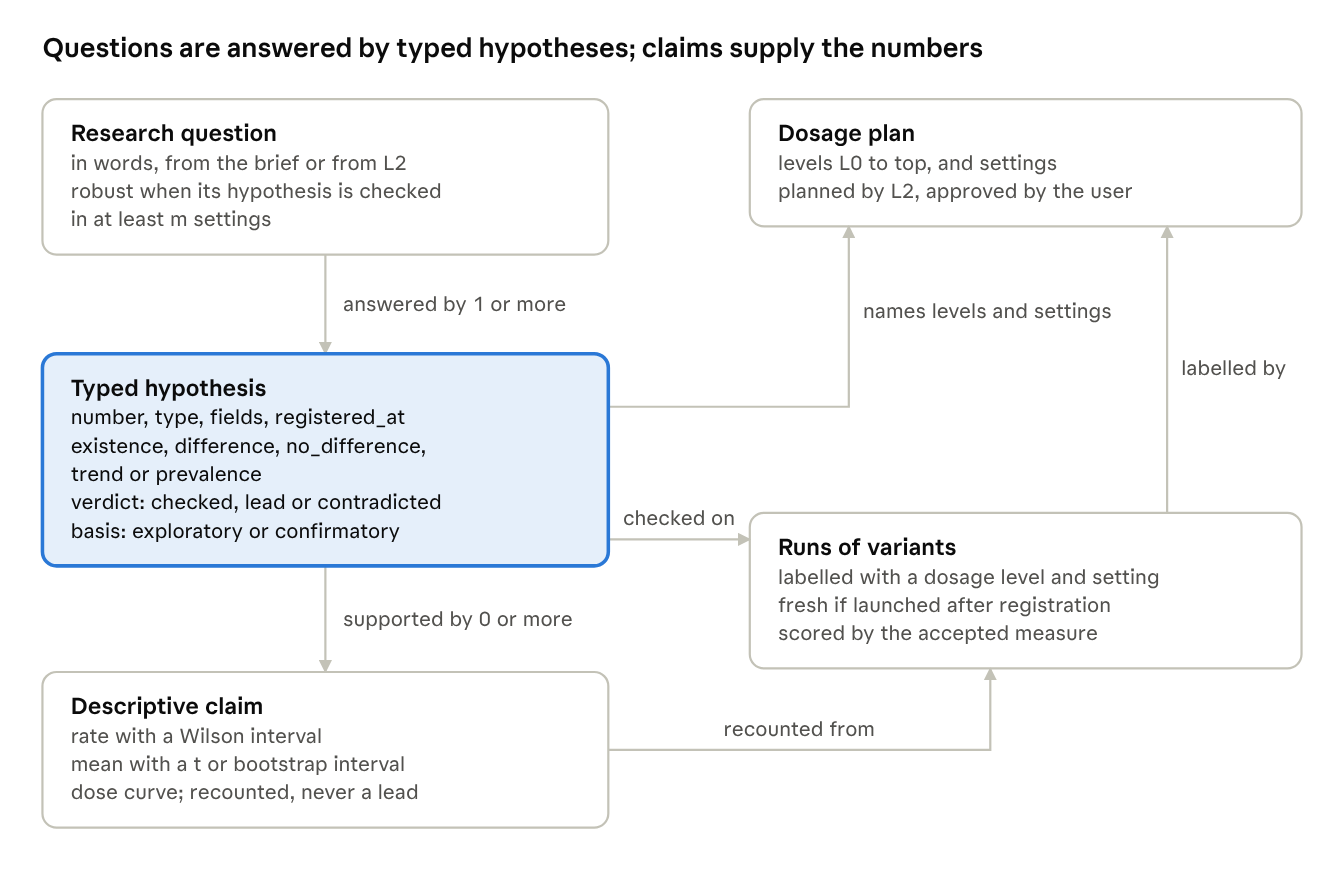 Questions are answered by typed hypotheses; claims supply the numbers
Research question
in words, from the brief or from L2
robust when its hypothesis is checked
in at least m settings
Dosage plan
levels L0 to top, and settings
planned by L2, approved by the user
answered by 1 or more
names levels and settings
labelled by
Typed hypothesis
number, type, fields, registered_at
existence, difference, no_difference,
trend or prevalence
verdict: checked, lead or contradicted
basis: exploratory or confirmatory
checked on
Runs of variants
labelled with a dosage level and setting
fresh if launched after registration
scored by the accepted measure
supported by 0 or more
Descriptive claim
rate with a Wilson interval
mean with a t or bootstrap interval
dose curve; recounted, never a lead
recounted from